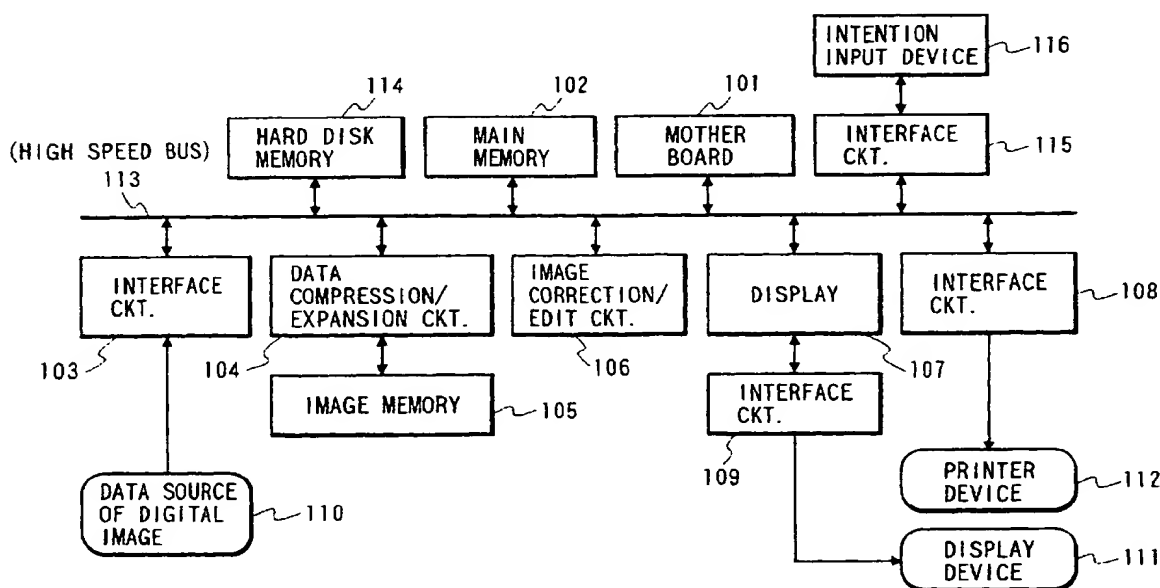 INTENTION
INPUT DEVICE
116
114
102
101
HARD DISK
MEMORY
MAIN
MEMORY
MOTHER
BOARD
INTERFACE
CKT.
115
(HIGH SPEED BUS)
113
INTERFACE
CKT.
DATA
COMPRESSION/
EXPANSION CKT.
IMAGE
CORRECTION/
EDIT CKT.
DISPLAY
INTERFACE
CKT.
108
103
104
106
107
IMAGE MEMORY
105
INTERFACE
CKT.
109
DATA SOURCE
OF DIGITAL
IMAGE
110
PRINTER
DEVICE
112
DISPLAY
DEVICE
111